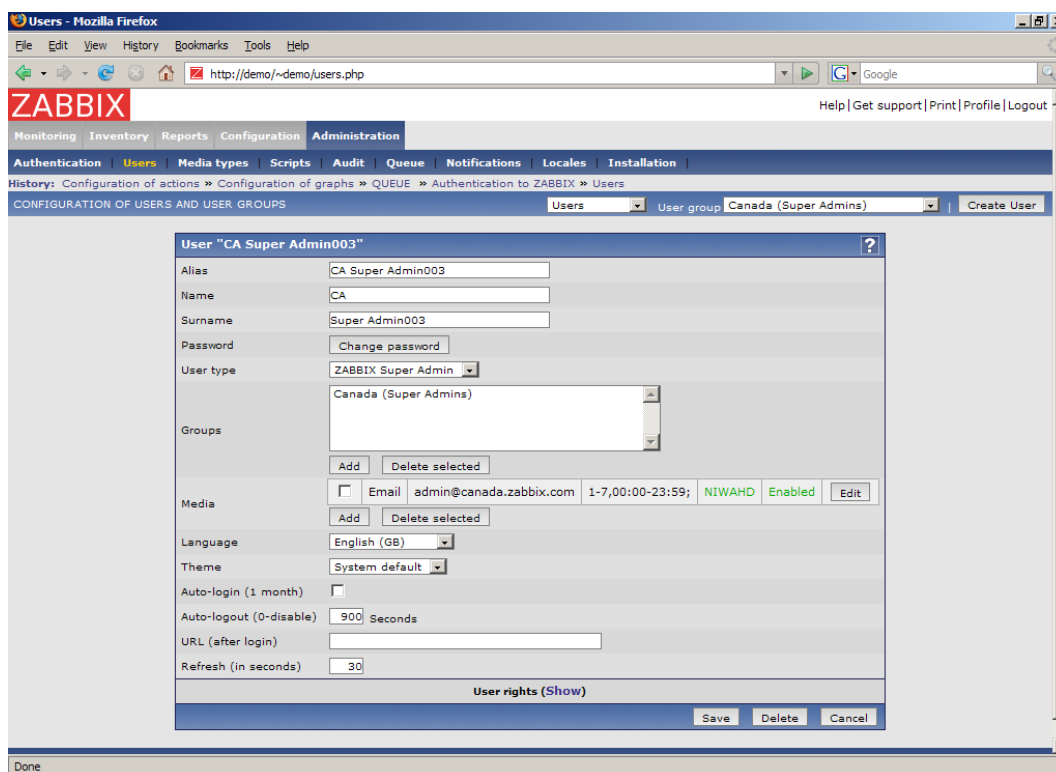 Users - Mozilla Firefox
File Edit View History Bookmarks Tools Help
http://demo/~demo/users.php G Google
ZABBIX
Help|Get support|Print|Profile|Logout
Monitoring Inventory Reports Configuration Administration
Authentication | Users | Media types | Scripts | Audit | Queue | Notifications | Locales | Installation |
History: Configuration of actions » Configuration of graphs » QUEUE » Authentication to ZABBIX » Users
CONFIGURATION OF USERS AND USER GROUPS Users User group Canada (Super Admins) | Create User
User "CA Super Admin003" ?
Alias CA Super Admin003
Name CA
Surname Super Admin003
Password Change password
User type ZABBIX Super Admin
Groups Canada (Super Admins)
Add Delete selected
Media Email admin@canada.zabbix.com 1-7,00:00-23:59; NIWAHD Enabled Edit
Add Delete selected
Language English (GB)
Theme System default
Auto-login (1 month)
Auto-logout (0-disable) 900 Seconds
URL (after login)
Refresh (in seconds) 30
User rights (Show)
Save Delete Cancel
Done